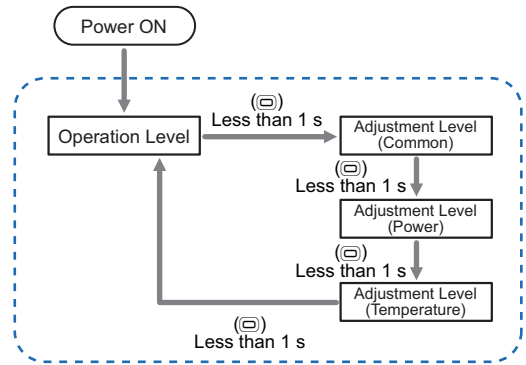 Power ON
()
Less than 1 s
Operation Level
Adjustment Level
(Common)
()
Less than 1 s
Adjustment Level
(Power)
()
Less than 1 s
Adjustment Level
(Temperature)
()
Less than 1 s